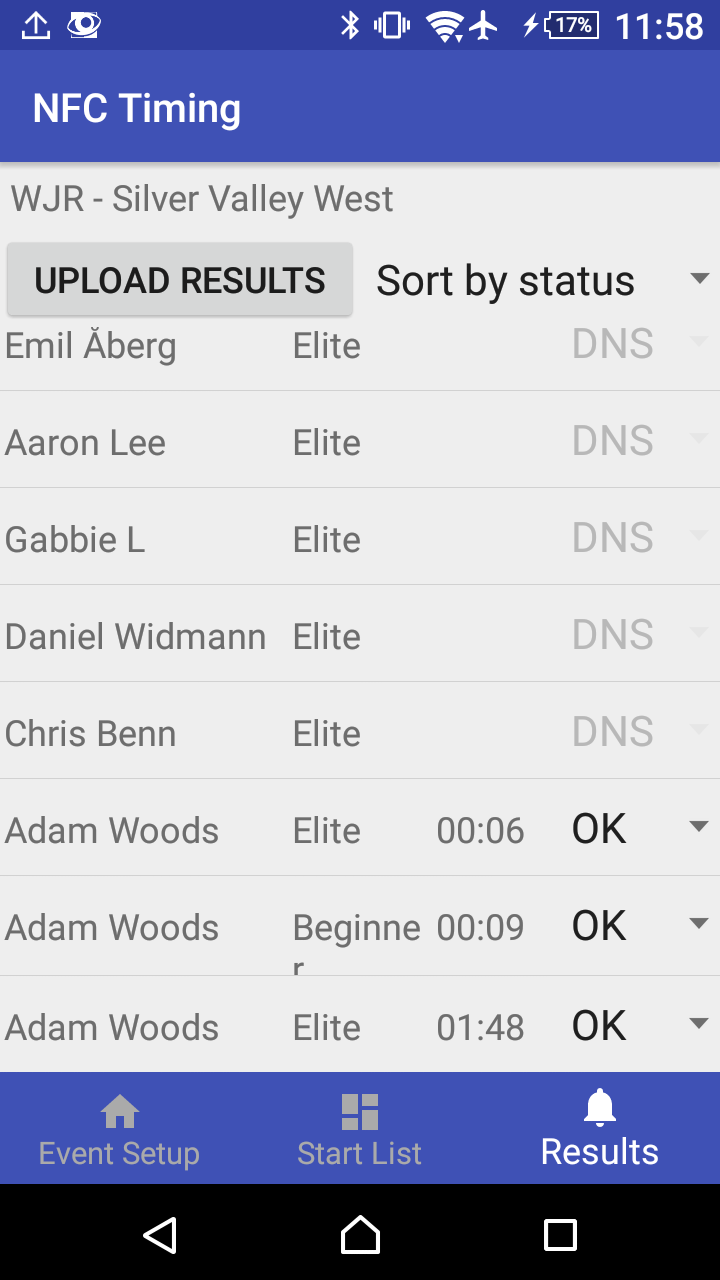 17% 11:58
NFC Timing
WJR - Silver Valley West
UPLOAD RESULTS Sort by status
Emil Ăberg Elite DNS
Aaron Lee Elite DNS
Gabbie L Elite DNS
Daniel Widmann Elite DNS
Chris Benn Elite DNS
Adam Woods Elite 00:06 OK
Adam Woods Beginne 00:09 OK
r
Adam Woods Elite 01:48 OK
Event Setup Start List Results